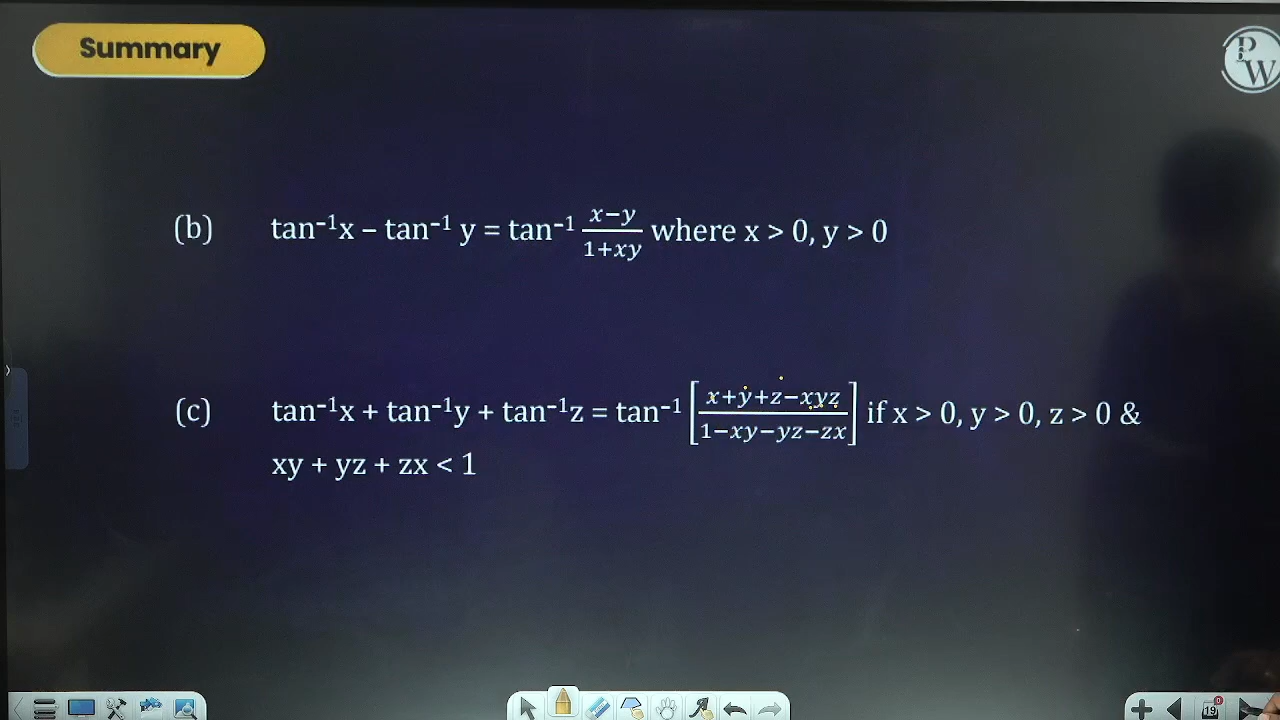 Summary
PW
(b) tan⁻¹x – tan⁻¹ y = tan⁻¹ (x−y)/(1+xy) where x > 0, y > 0
(c) tan⁻¹x + tan⁻¹y + tan⁻¹z = tan⁻¹ [(x+y+z−xyz)/(1−xy−yz−zx)] if x > 0, y > 0, z > 0 &
xy + yz + zx < 1
19